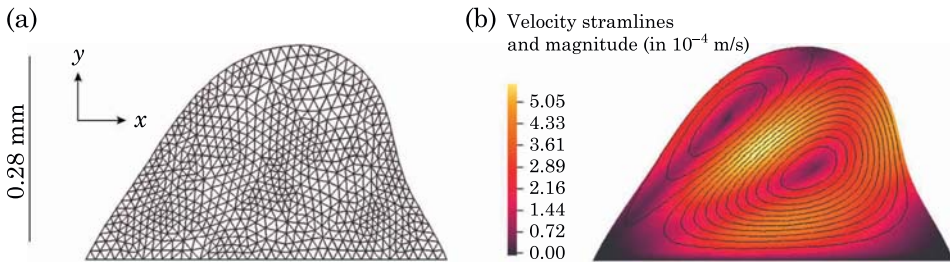 (a)
y
x
0.28 mm
(b) Velocity stramlines
and magnitude (in 10⁻⁴ m/s)
5.05
4.33
3.61
2.89
2.16
1.44
0.72
0.00